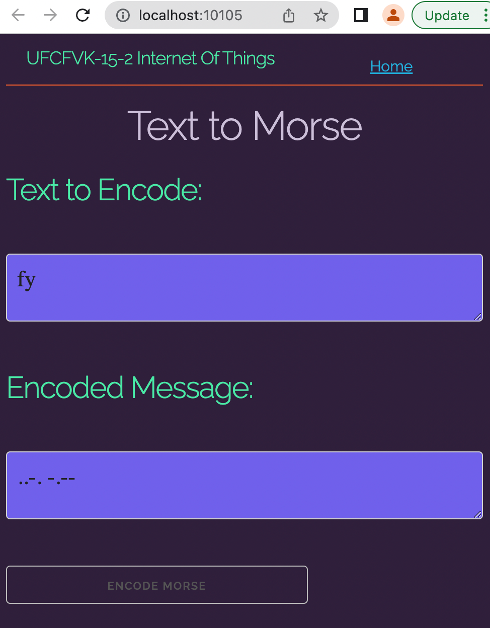 localhost:10105
Update
UFCFVK-15-2 Internet Of Things
Home
Text to Morse
Text to Encode:
fy
Encoded Message:
..-. -.--
ENCODE MORSE